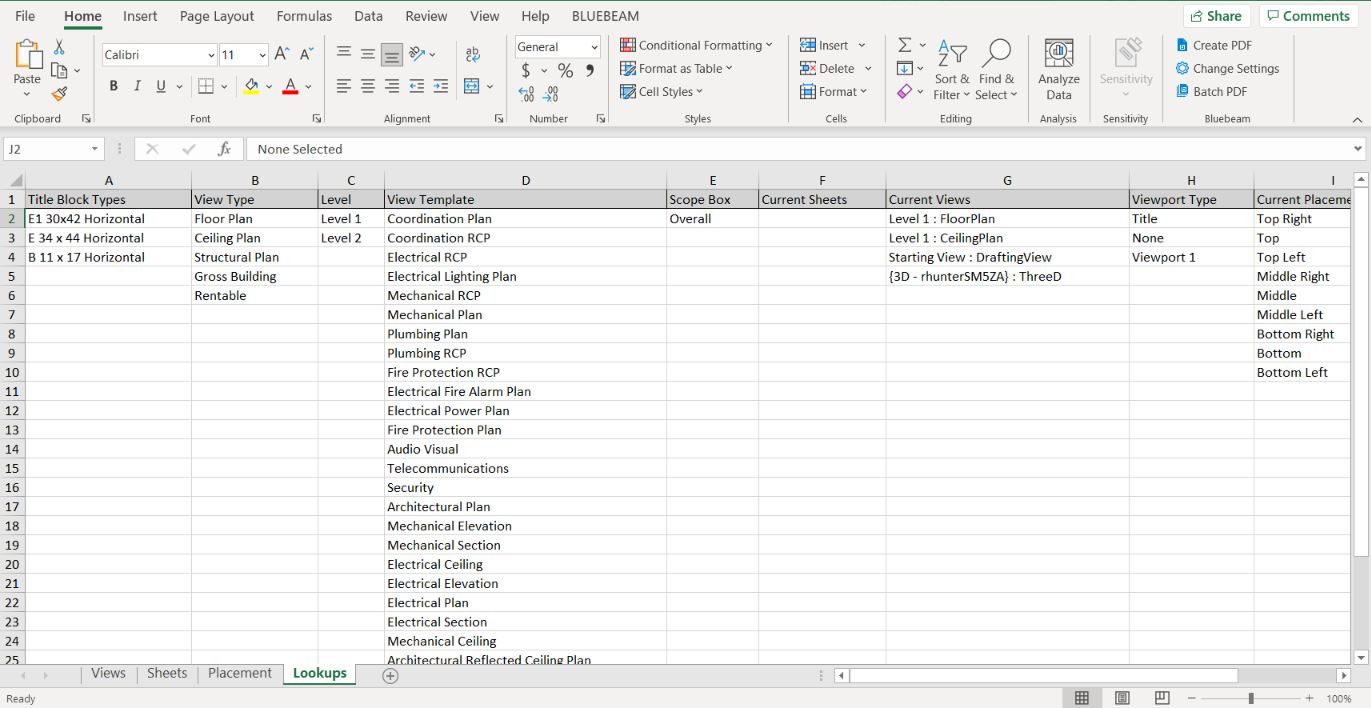 File Home Insert Page Layout Formulas Data Review View Help BLUEBEAM Share Comments
Paste
Calibri 11
B I U A
ab
General
$ % 9
Conditional Formatting
Format as Table
Cell Styles
Insert
Delete
Format
Sort & Filter
Find & Select
Analyze Data
Sensitivity
Create PDF
Change Settings
Batch PDF
Clipboard Font Alignment Number Styles Cells Editing Analysis Sensitivity Bluebeam
J2 fx None Selected
A B C D E F G H I
1 Title Block Types View Type Level View Template Scope Box Current Sheets Current Views Viewport Type Current Placeme
2 E1 30x42 Horizontal Floor Plan Level 1 Coordination Plan Overall Level 1 : FloorPlan Title Top Right
3 E 34 x 44 Horizontal Ceiling Plan Level 2 Coordination RCP Level 1 : CeilingPlan None Top
4 B 11 x 17 Horizontal Structural Plan Electrical RCP Starting View : DraftingView Viewport 1 Top Left
5 Gross Building Electrical Lighting Plan {3D - rhunterSM5ZA} : ThreeD Middle Right
6 Rentable Mechanical RCP Middle
7 Mechanical Plan Middle Left
8 Plumbing Plan Bottom Right
9 Plumbing RCP Bottom
10 Fire Protection RCP Bottom Left
11 Electrical Fire Alarm Plan
12 Electrical Power Plan
13 Fire Protection Plan
14 Audio Visual
15 Telecommunications
16 Security
17 Architectural Plan
18 Mechanical Elevation
19 Mechanical Section
20 Electrical Ceiling
21 Electrical Elevation
22 Electrical Plan
23 Electrical Section
24 Mechanical Ceiling
25 Architectural Reflected Ceiling Plan
Views Sheets Placement Lookups
Ready 100%